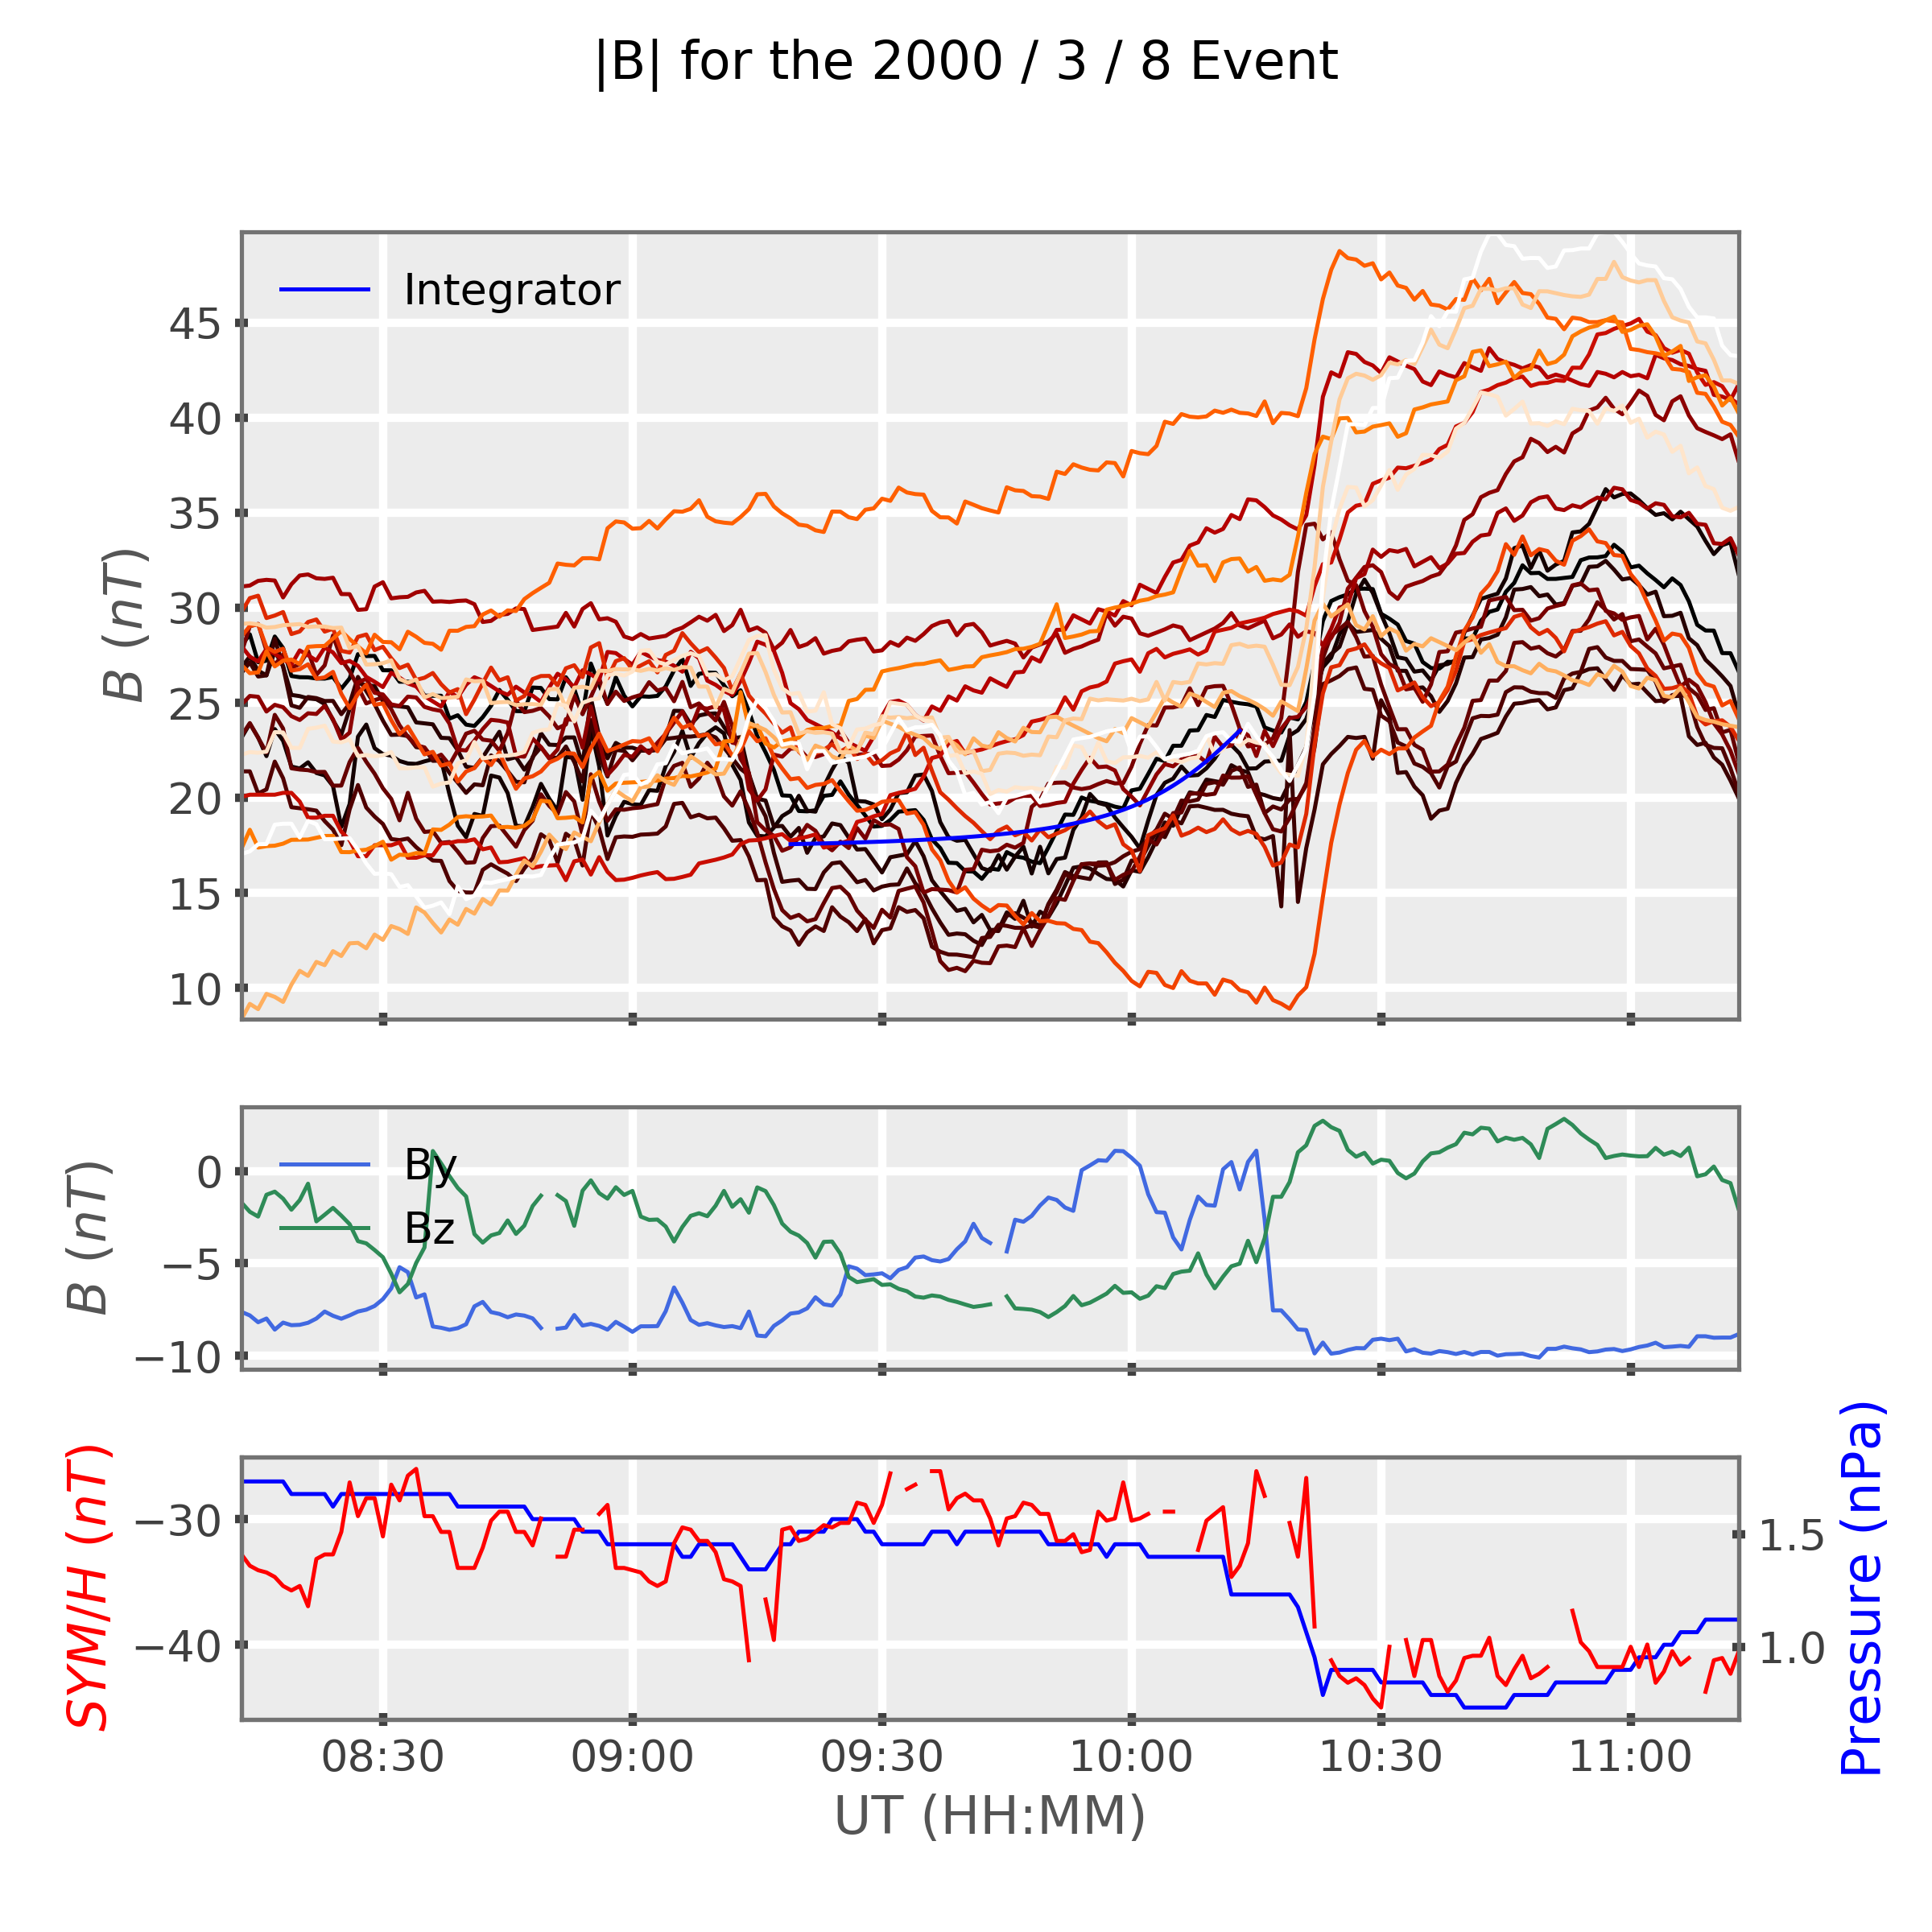 |B| for the 2000 / 3 / 8 Event
Integrator
B (nT)
45
40
35
30
25
20
15
10
By
Bz
B (nT)
0
−5
−10
SYM/H (nT)
−30
−40
1.5
1.0
Pressure (nPa)
08:30 09:00 09:30 10:00 10:30 11:00
UT (HH:MM)